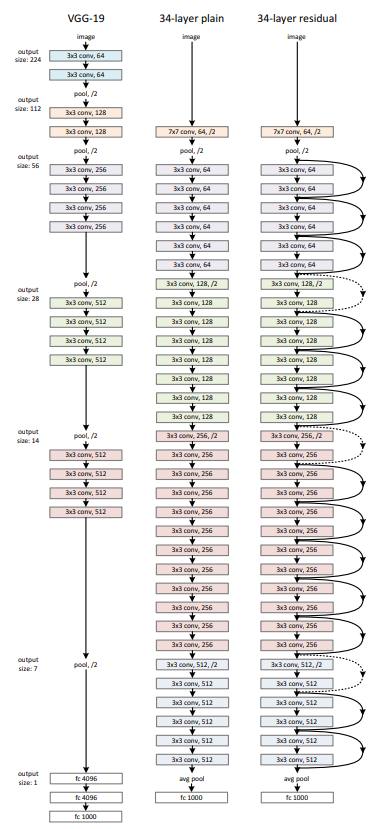 VGG-19
image
output
size: 224
3x3 conv, 64
3x3 conv, 64
output
size: 112
pool, /2
3x3 conv, 128
3x3 conv, 128
output
size: 56
pool, /2
3x3 conv, 256
3x3 conv, 256
3x3 conv, 256
3x3 conv, 256
output
size: 28
pool, /2
3x3 conv, 512
3x3 conv, 512
3x3 conv, 512
3x3 conv, 512
output
size: 14
pool, /2
3x3 conv, 512
3x3 conv, 512
3x3 conv, 512
3x3 conv, 512
output
size: 7
pool, /2
output
size: 1
fc 4096
fc 4096
fc 1000
34-layer plain
image
7x7 conv, 64, /2
pool, /2
3x3 conv, 64
3x3 conv, 64
3x3 conv, 64
3x3 conv, 64
3x3 conv, 64
3x3 conv, 64
3x3 conv, 128, /2
3x3 conv, 128
3x3 conv, 128
3x3 conv, 128
3x3 conv, 128
3x3 conv, 128
3x3 conv, 128
3x3 conv, 128
3x3 conv, 256, /2
3x3 conv, 256
3x3 conv, 256
3x3 conv, 256
3x3 conv, 256
3x3 conv, 256
3x3 conv, 256
3x3 conv, 256
3x3 conv, 256
3x3 conv, 256
3x3 conv, 256
3x3 conv, 256
3x3 conv, 512, /2
3x3 conv, 512
3x3 conv, 512
3x3 conv, 512
3x3 conv, 512
3x3 conv, 512
avg pool
fc 1000
34-layer residual
image
7x7 conv, 64, /2
pool, /2
3x3 conv, 64
3x3 conv, 64
3x3 conv, 64
3x3 conv, 64
3x3 conv, 64
3x3 conv, 64
3x3 conv, 128, /2
3x3 conv, 128
3x3 conv, 128
3x3 conv, 128
3x3 conv, 128
3x3 conv, 128
3x3 conv, 128
3x3 conv, 128
3x3 conv, 256, /2
3x3 conv, 256
3x3 conv, 256
3x3 conv, 256
3x3 conv, 256
3x3 conv, 256
3x3 conv, 256
3x3 conv, 256
3x3 conv, 256
3x3 conv, 256
3x3 conv, 256
3x3 conv, 256
3x3 conv, 512, /2
3x3 conv, 512
3x3 conv, 512
3x3 conv, 512
3x3 conv, 512
3x3 conv, 512
avg pool
fc 1000